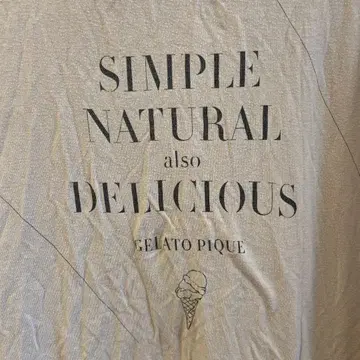 SIMPLE
NATURAL
also
DELICIOUS
GELATO PIQUE